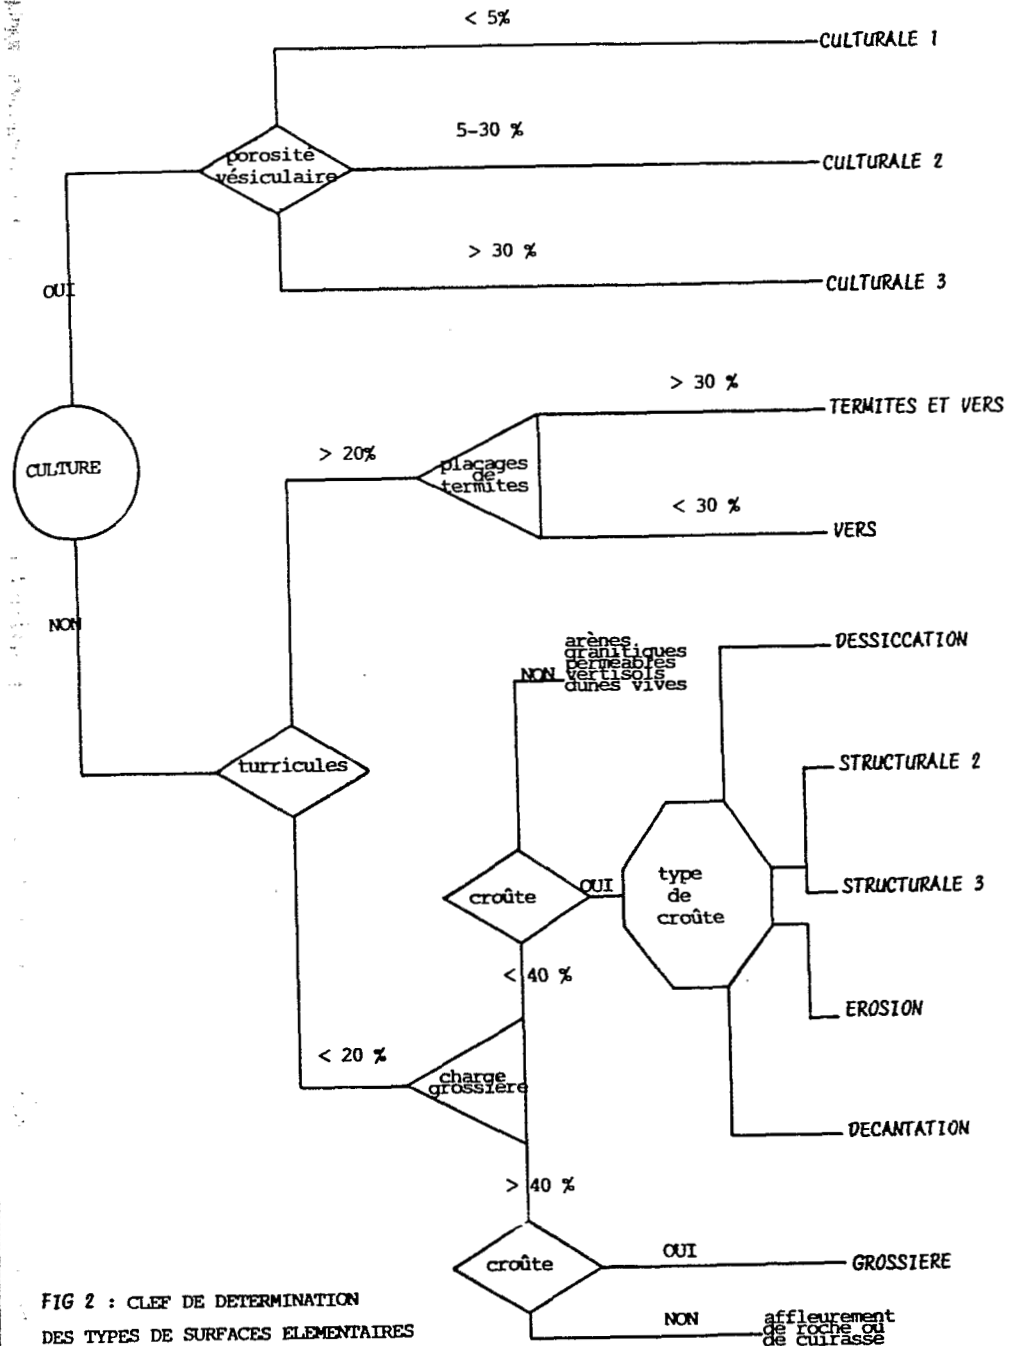 < 5%
CULTURALE 1
5-30 %
porosité
vésiculaire
CULTURALE 2
> 30 %
OUI
CULTURALE 3
> 30 %
TERMITES ET VERS
CULTURE
> 20%
plaçages
de
termites
< 30 %
VERS
NON
arènes
granitiques
perméables
NON vertisols
dunes vives
DESSICCATION
turricules
STRUCTURALE 2
croûte
OUI
type
de
croûte
STRUCTURALE 3
< 40 %
EROSION
< 20 %
charge
grossière
DECANTATION
> 40 %
croûte
OUI
GROSSIERE
NON
affleurement
de roche ou
de cuirasse
FIG 2 : CLEF DE DETERMINATION
DES TYPES DE SURFACES ELEMENTAIRES